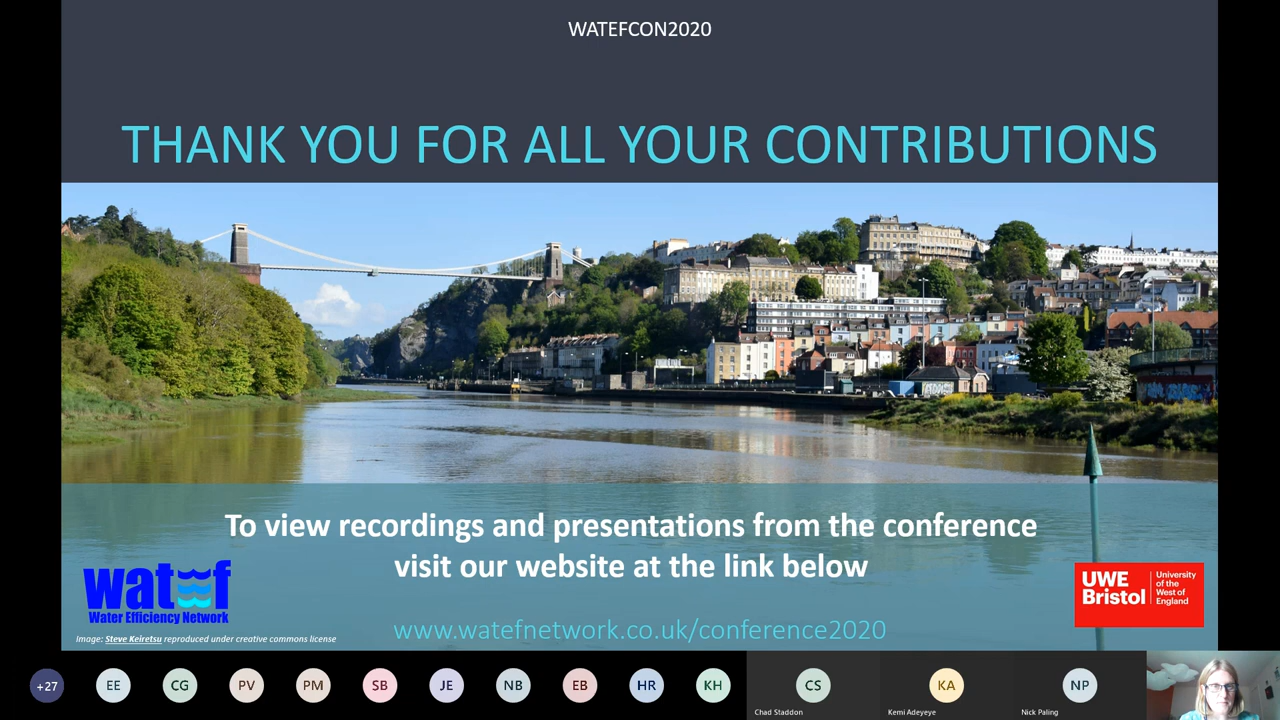 WATEFCON2020
THANK YOU FOR ALL YOUR CONTRIBUTIONS
To view recordings and presentations from the conference
visit our website at the link below
watef
Water Efficiency Network
Image: Steve Keiretsu reproduced under creative commons license
www.watefnetwork.co.uk/conference2020
UWE
Bristol
University
of the
West of
England
+27
EE
CG
PV
PM
SB
JE
NB
EB
HR
KH
CS
Chad Staddon
KA
Kemi Adeyeye
NP
Nick Paling